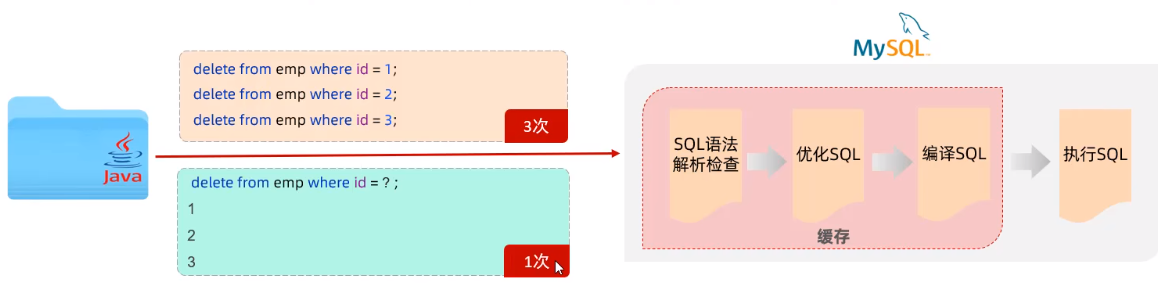 MySQL
delete from emp where id = 1;
delete from emp where id = 2;
delete from emp where id = 3;
3次
Java
delete from emp where id = ? ;
1
2
3
1次
SQL语法
解析检查
优化SQL
编译SQL
执行SQL
缓存